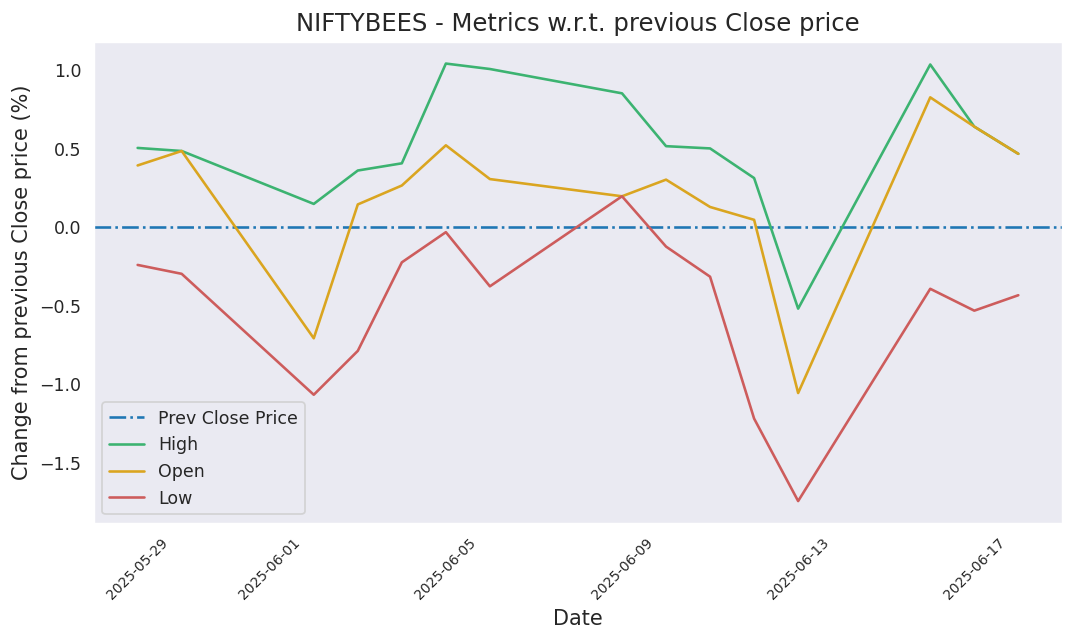 NIFTYBEES - Metrics w.r.t. previous Close price
Change from previous Close price (%)
1.0
0.5
0.0
−0.5
−1.0
−1.5
Prev Close Price
High
Open
Low
2025-05-29
2025-06-01
2025-06-05
2025-06-09
2025-06-13
2025-06-17
Date